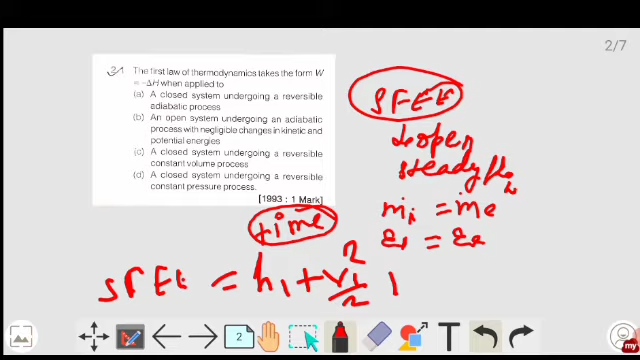 2/7
31 The first law of thermodynamics takes the form W
= -ΔH when applied to
(a) A closed system undergoing a reversible
adiabatic process
(b) An open system undergoing an adiabatic
process with negligible changes in kinetic and
potential energies
(c) A closed system undergoing a reversible
constant volume process
(d) A closed system undergoing a reversible
constant pressure process.
[1993 : 1 Mark]
SFEE
open
steady flow
ṁi = ṁe
time
SFEE = h1 + V1²/2
2
T
my